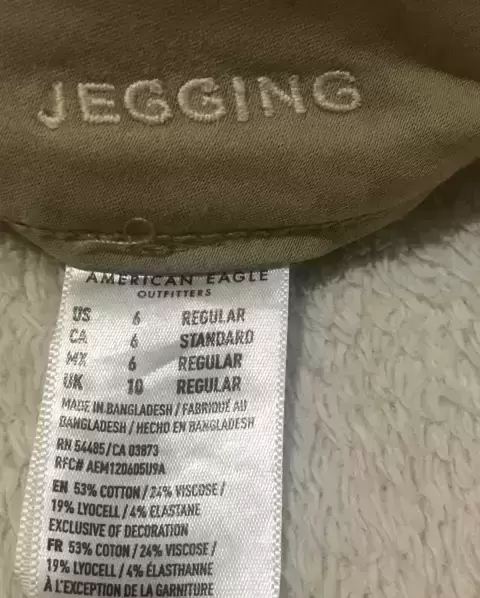 JEGGING
AMERICAN EAGLE
OUTFITTERS
US 6 REGULAR
CA 6 STANDARD
MX 6 REGULAR
UK 10 REGULAR
MADE IN BANGLADESH / FABRIQUÉ AU
BANGLADESH / HECHO EN BANGLADESH
RN 54485/CA 03873
RFC# AEM120605U9A
EN 53% COTTON / 24% VISCOSE /
19% LYOCELL / 4% ELASTANE
EXCLUSIVE OF DECORATION
FR 53% COTON / 24% VISCOSE /
19% LYOCELL / 4% ÉLASTHANNE
À L'EXCEPTION DE LA GARNITURE